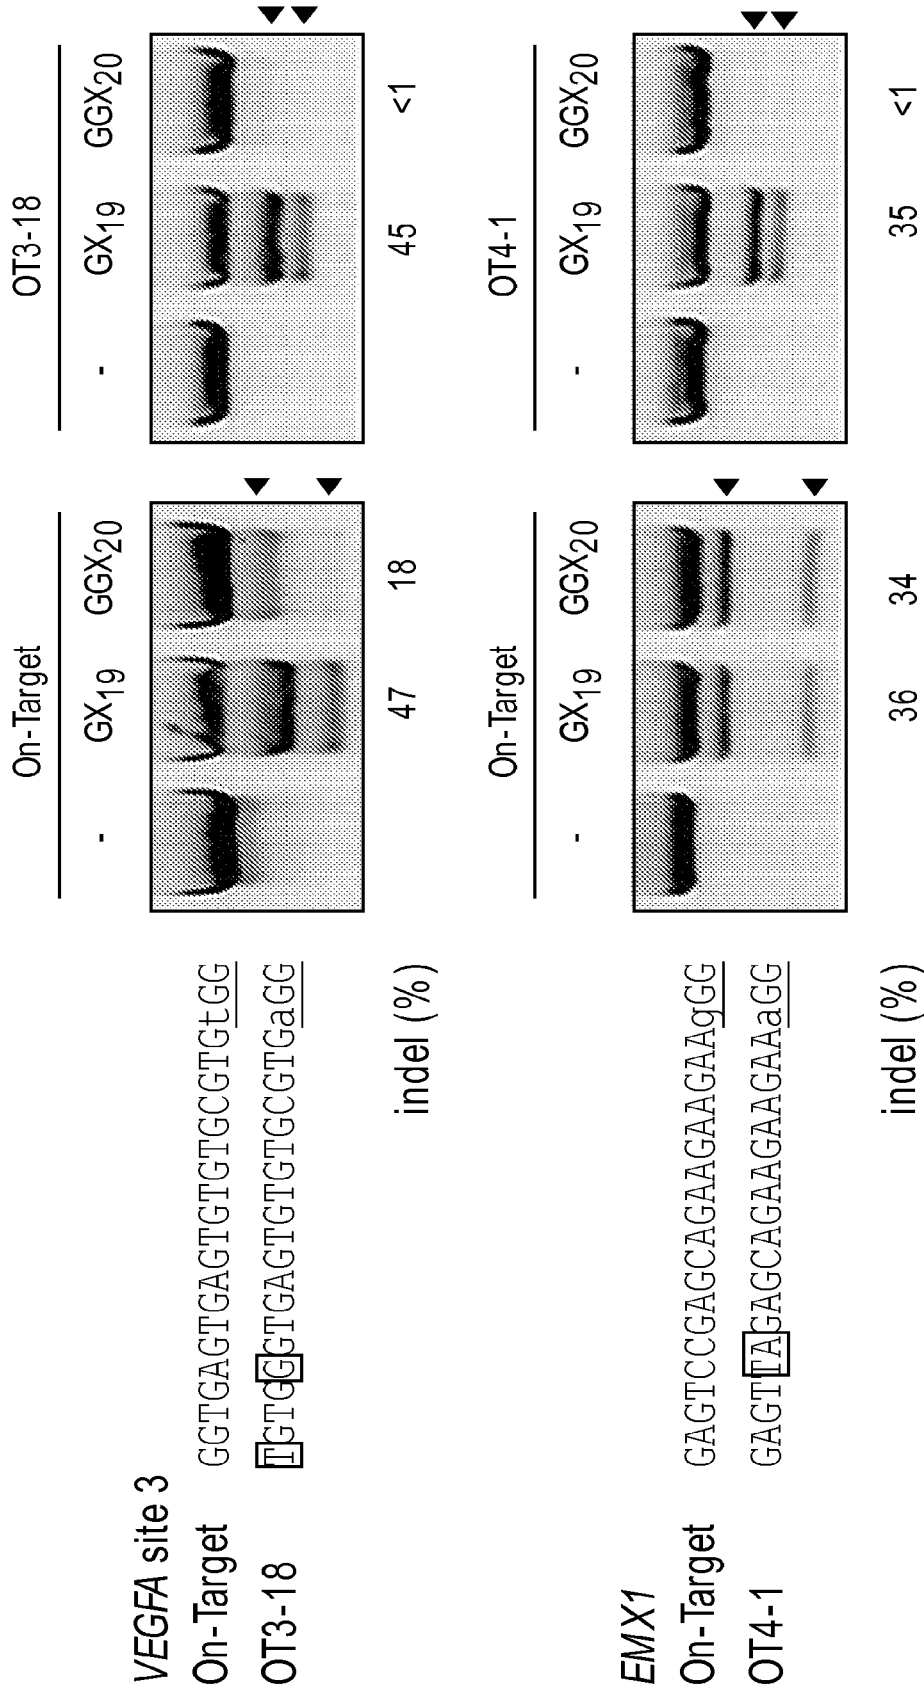 VEGFA site 3
On-Target GGTGAGTGAGTGTGTGCGTGtGG
OT3-18 TGTGGGTGAGTGTGTGCGTGaGG
indel (%)
On-Target
- GX19 GGX20
47 18
OT3-18
- GX19 GGX20
45 <1
EMX1
On-Target GAGTCCGAGCAGAAGAAGAAgGG
OT4-1 GAGTTAGAGCAGAAGAAGAAaGG
indel (%)
On-Target
- GX19 GGX20
36 34
OT4-1
- GX19 GGX20
35 <1